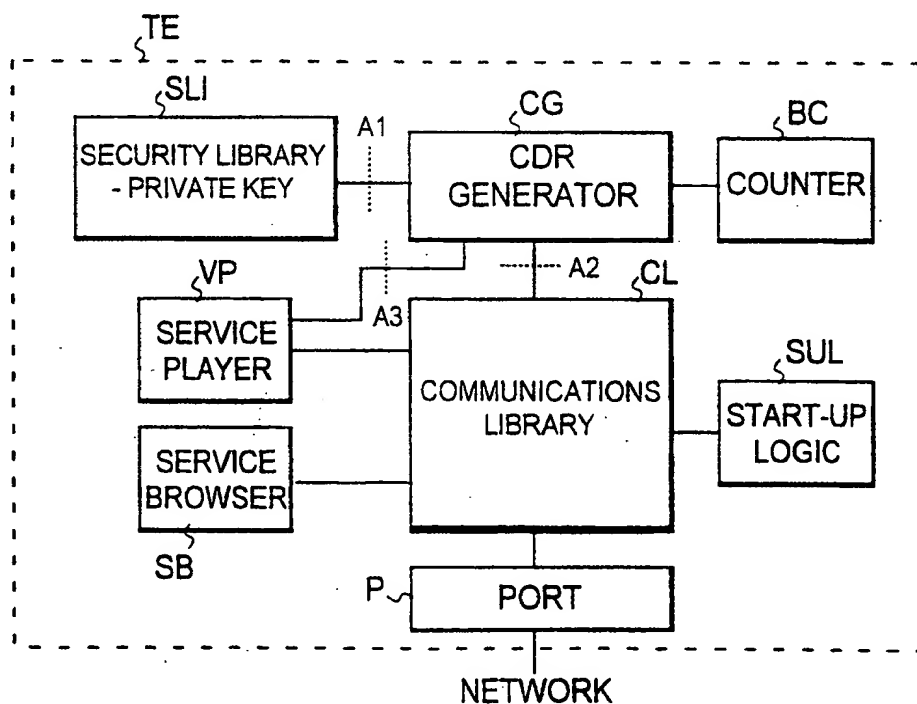 TE
SLI
SECURITY LIBRARY
- PRIVATE KEY
A1
CG
CDR
GENERATOR
BC
COUNTER
VP
SERVICE
PLAYER
A3
A2
CL
COMMUNICATIONS
LIBRARY
SUL
START-UP
LOGIC
SERVICE
BROWSER
SB
P
PORT
NETWORK